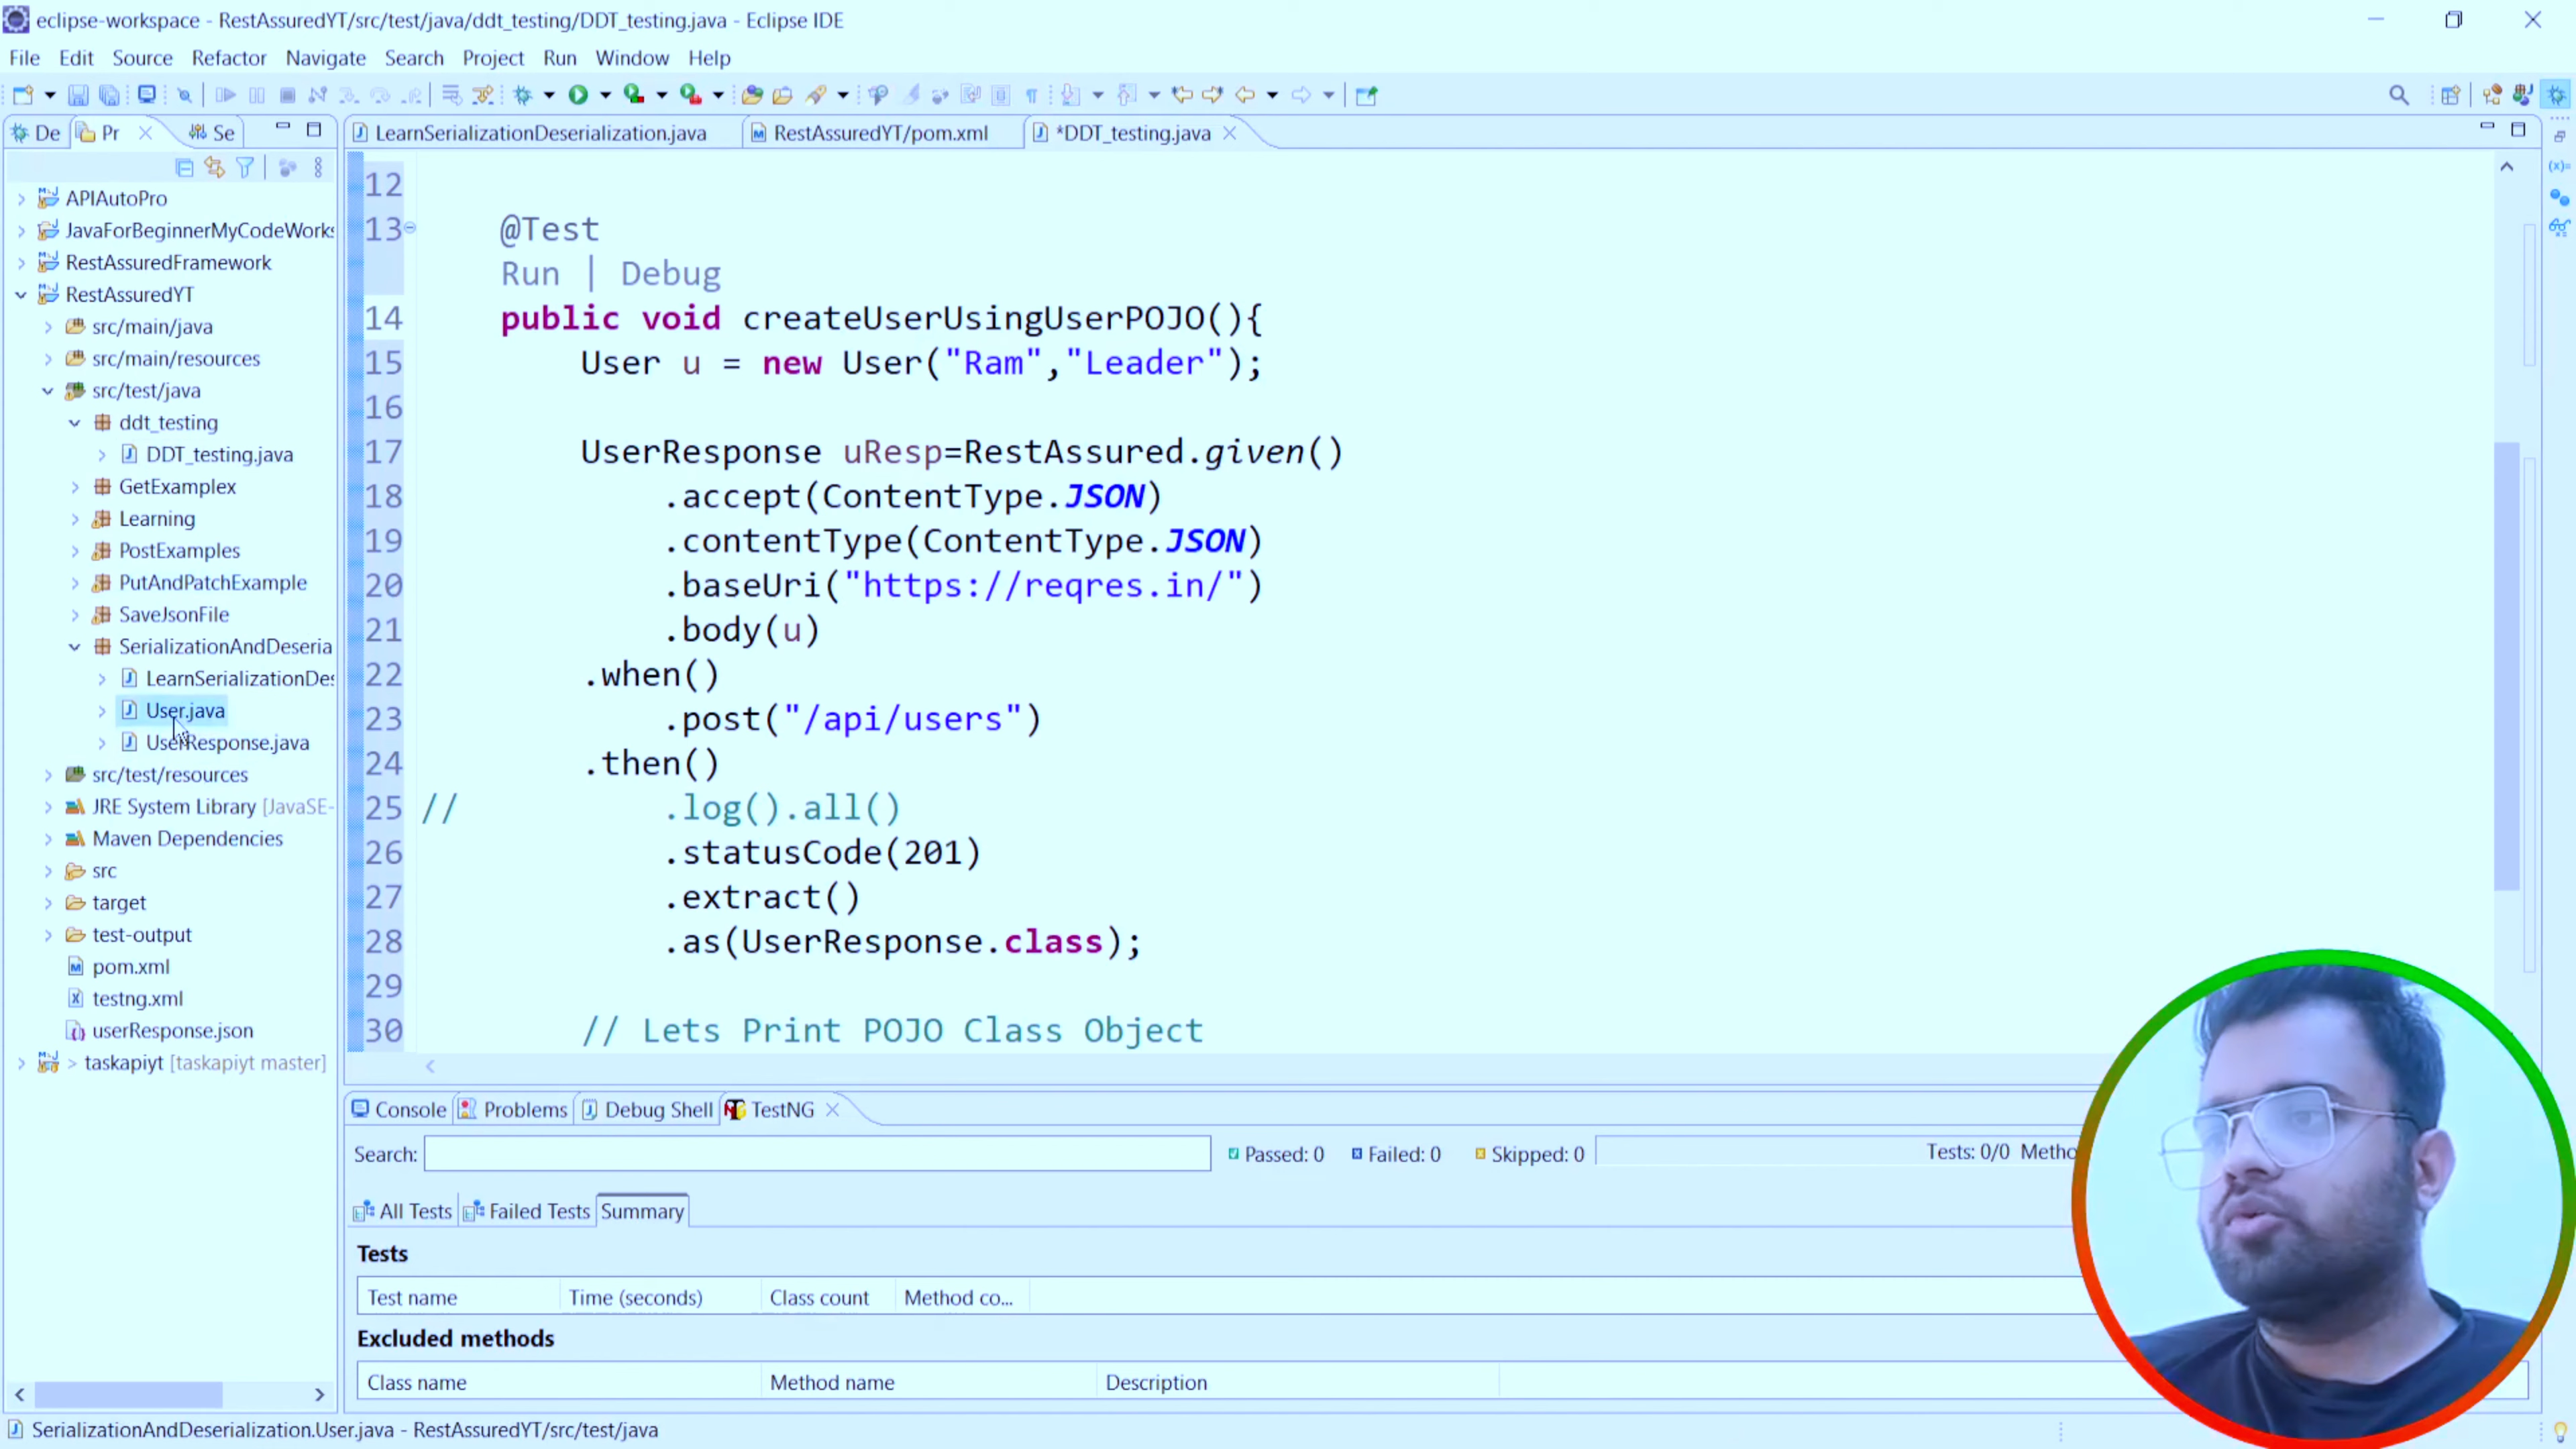 eclipse-workspace - RestAssuredYT/src/test/java/ddt_testing/DDT_testing.java - Eclipse IDE
File Edit Source Refactor Navigate Search Project Run Window Help
De Pr Se
LearnSerializationDeserialization.java RestAssuredYT/pom.xml *DDT_testing.java
APIAutoPro
JavaForBeginnerMyCodeWorks
RestAssuredFramework
RestAssuredYT
src/main/java
src/main/resources
src/test/java
ddt_testing
DDT_testing.java
GetExamplex
Learning
PostExamples
PutAndPatchExample
SaveJsonFile
SerializationAndDeseria
LearnSerializationDes
User.java
UserResponse.java
src/test/resources
JRE System Library [JavaSE-
Maven Dependencies
src
target
test-output
pom.xml
testng.xml
userResponse.json
> taskapiyt [taskapiyt master]
12
13 @Test
Run | Debug
14 public void createUserUsingUserPOJO(){
15 User u = new User("Ram","Leader");
16
17 UserResponse uResp=RestAssured.given()
18 .accept(ContentType.JSON)
19 .contentType(ContentType.JSON)
20 .baseUri("https://reqres.in/")
21 .body(u)
22 .when()
23 .post("/api/users")
24 .then()
25 // .log().all()
26 .statusCode(201)
27 .extract()
28 .as(UserResponse.class);
29
30 // Lets Print POJO Class Object
Console Problems Debug Shell TestNG
Search: Passed: 0 Failed: 0 Skipped: 0 Tests: 0/0 Metho
All Tests Failed Tests Summary
Tests
Test name Time (seconds) Class count Method co...
Excluded methods
Class name Method name Description
SerializationAndDeserialization.User.java - RestAssuredYT/src/test/java